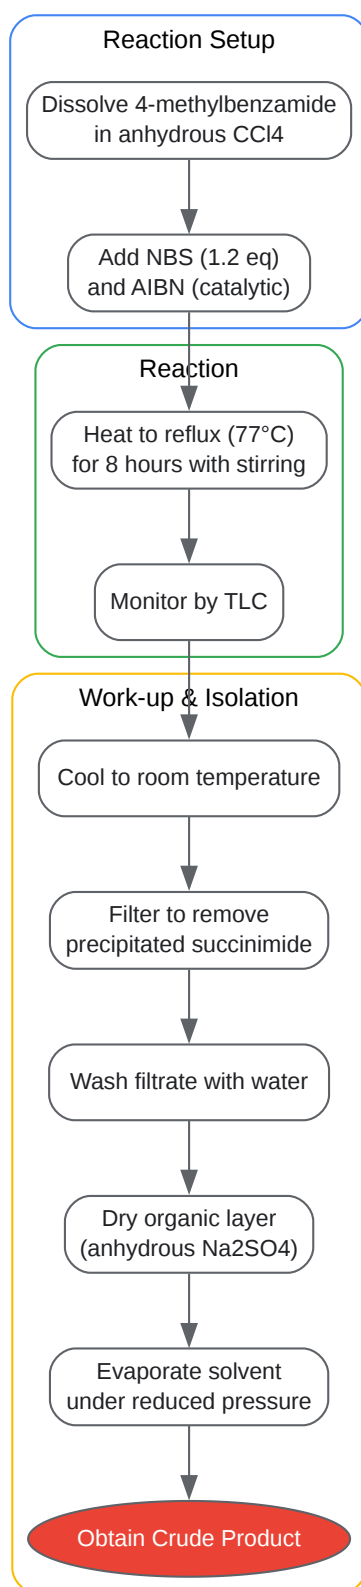 Reaction Setup
Dissolve 4-methylbenzamide
in anhydrous CCl4
Add NBS (1.2 eq)
and AIBN (catalytic)
Reaction
Heat to reflux (77°C)
for 8 hours with stirring
Monitor by TLC
Work-up & Isolation
Cool to room temperature
Filter to remove
precipitated succinimide
Wash filtrate with water
Dry organic layer
(anhydrous Na2SO4)
Evaporate solvent
under reduced pressure
Obtain Crude Product